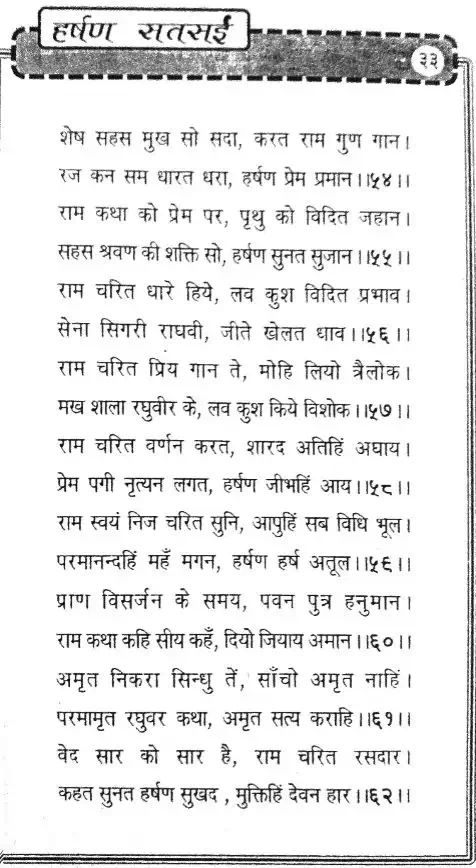 हर्षण सतसई
३३
शेष सहस मुख सो सदा, करत राम गुण गान।
रज कन सम धारत धरा, हर्षण प्रेम प्रमान।।५४।।
राम कथा को प्रेम पर, पृथु को विदित जहान।
सहस श्रवण की शक्ति सो, हर्षण सुनत सुजान।।५५।।
राम चरित धारे हिये, लव कुश विदित प्रभाव।
सेना सिगरी राघवी, जीते खेलत धाव।।५६।।
राम चरित प्रिय गान ते, मोहि लियो त्रैलोक।
मख शाला रघुवीर के, लव कुश किये विशोक।।५७।।
राम चरित वर्णन करत, शारद अतिहिं अघाय।
प्रेम पगी नृत्यन लगत, हर्षण जीभहिं आय।।५८।।
राम स्वयं निज चरित सुनि, आपुहिं सब विधि भूल।
परमानन्दहिं महँ मगन, हर्षण हर्ष अतूल।।५९।।
प्राण विसर्जन के समय, पवन पुत्र हनुमान।
राम कथा कहि सीय कहँ, दियो जियाय अमान।।६०।।
अमृत निकरा सिन्धु तें, साँचो अमृत नाहिं।
परमामृत रघुवर कथा, अमृत सत्य कराहि।।६१।।
वेद सार को सार है, राम चरित रसदार।
कहत सुनत हर्षण सुखद , मुक्तिहिं देवन हार।।६२।।